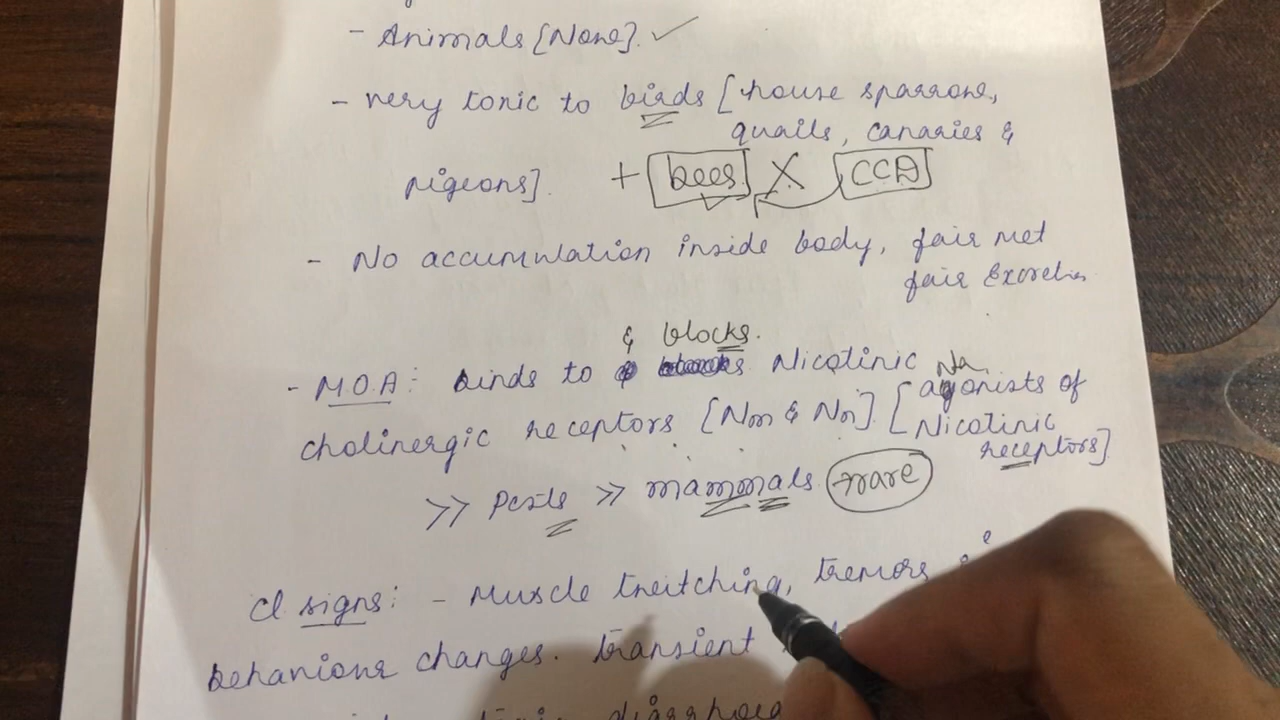 - Animals [None]. ✓
- very toxic to birds [house sparrows,
quails, canaries &
pigeons]. + bees X CCD
- No accumulation inside body, fair met
fair Excretion
& blocks.
- M.O.A: binds to Nicotinic
cholinergic receptors [Nm & Nn] [agonists of
Nicotinic
receptors]
>> Pests >> mammals rare
Cl signs: - Muscle twitching, tremors
behaviour changes. transient
diarrhoea